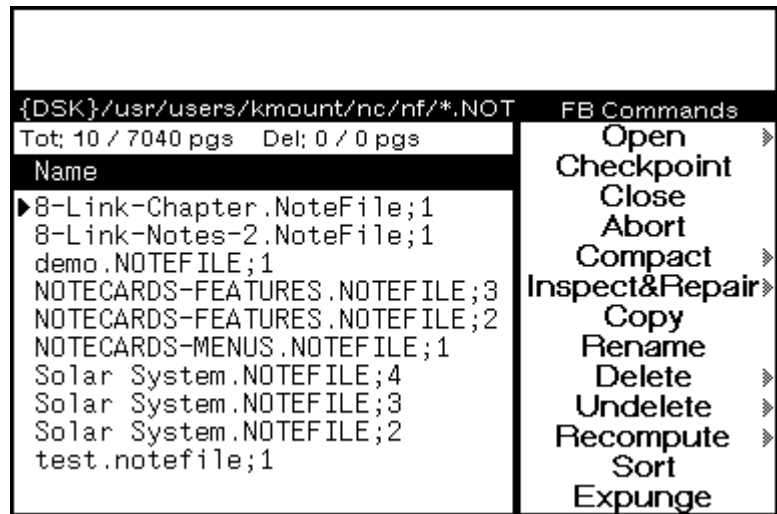 {DSK}/usr/users/kmount/nc/nf/*.NOT
Tot: 10 / 7040 pgs Del: 0 / 0 pgs
Name
8-Link-Chapter.NoteFile;1
8-Link-Notes-2.NoteFile;1
demo.NOTEFILE;1
NOTECARDS-FEATURES.NOTEFILE;3
NOTECARDS-FEATURES.NOTEFILE;2
NOTECARDS-MENUS.NOTEFILE;1
Solar System.NOTEFILE;4
Solar System.NOTEFILE;3
Solar System.NOTEFILE;2
test.notefile;1
FB Commands
Open
Checkpoint
Close
Abort
Compact
Inspect&Repair
Copy
Rename
Delete
Undelete
Recompute
Sort
Expunge